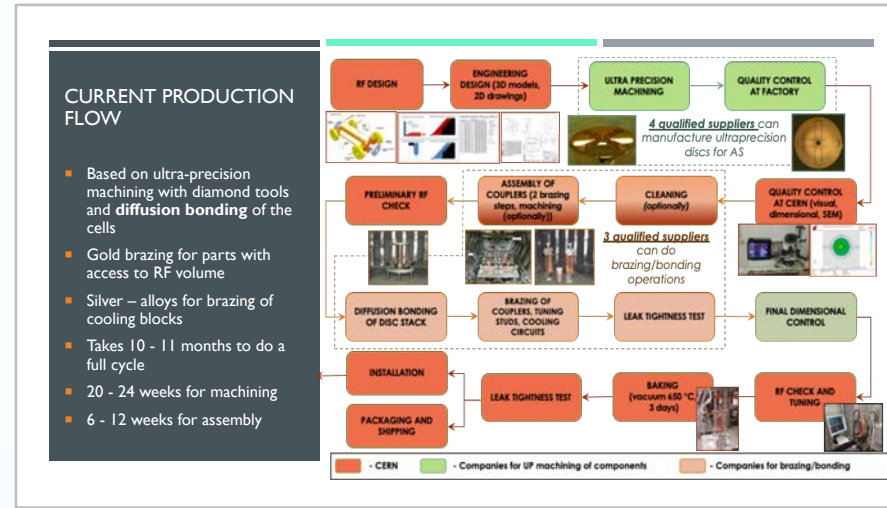 CURRENT PRODUCTION
FLOW
▪ Based on ultra-precision
machining with diamond tools
and diffusion bonding of the
cells
▪ Gold brazing for parts with
access to RF volume
▪ Silver – alloys for brazing of
cooling blocks
▪ Takes 10 - 11 months to do a
full cycle
▪ 20 - 24 weeks for machining
▪ 6 - 12 weeks for assembly
RF DESIGN
ENGINEERING
DESIGN (3D models,
2D drawings)
ULTRA PRECISION
MACHINING
QUALITY CONTROL
AT FACTORY
4 qualified suppliers can
manufacture ultraprecision
discs for AS
PRELIMINARY RF
CHECK
ASSEMBLY OF
COUPLERS (2 brazing
steps, machining
(optionally))
CLEANING
(optionally)
QUALITY CONTROL
AT CERN (visual,
dimensional, SEM)
3 qualified suppliers
can do
brazing/bonding
operations
DIFFUSION BONDING
OF DISC STACK
BRAZING OF
COUPLERS, TUNING
STUDS, COOLING
CIRCUITS
LEAK TIGHTNESS TEST
FINAL DIMENSIONAL
CONTROL
INSTALLATION
PACKAGING AND
SHIPPING
LEAK TIGHTNESS TEST
BAKING
(vacuum 650 °C,
3 days)
RF CHECK AND
TUNING
- CERN
- Companies for UP machining of components
- Companies for brazing/bonding